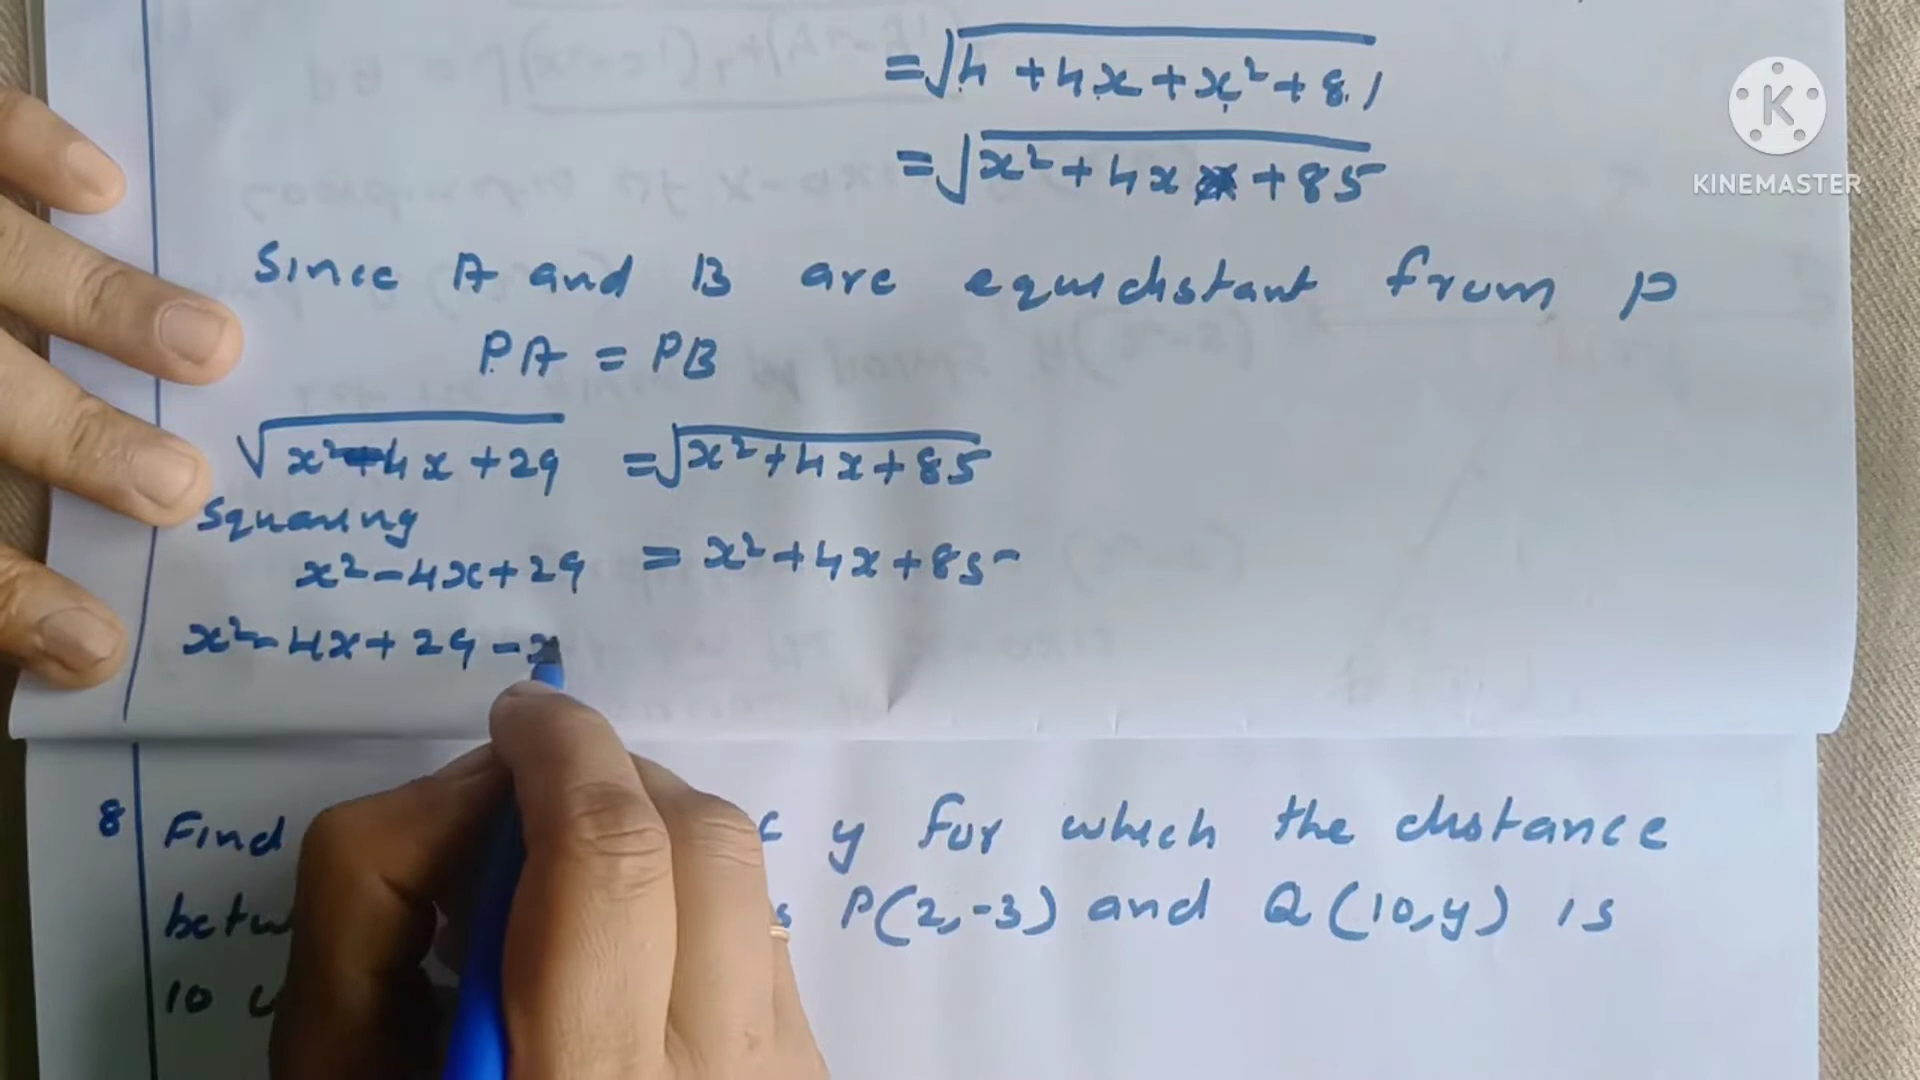 = √4 + 4x + x² + 81
= √x² + 4x + 85
KINEMASTER
Since A and B are equidistant from P
PA = PB
√x² - 4x + 29 = √x² + 4x + 85
Squaring
x² - 4x + 29 = x² + 4x + 85
x² - 4x + 29 - x
8 Find y for which the distance
P(2, -3) and Q(10, y) is
10